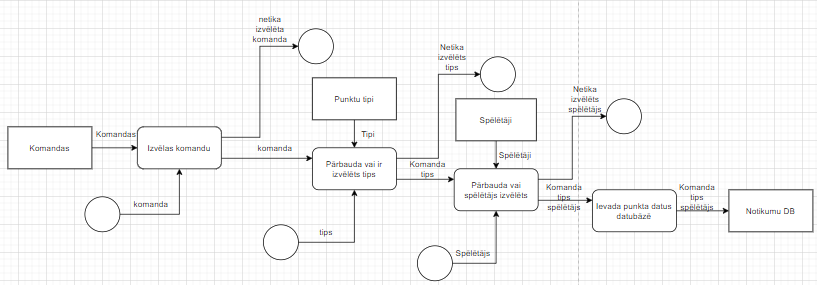 netika
izvēlēta
komanda
Netika
izvēlēts
tips
Punktu tipi
Netika
izvēlēts
spēlētājs
Spēlētāji
Komandas
Komandas
Izvēlas komandu
Tipi
komanda
Pārbauda vai ir
izvēlēts tips
Komanda
tips
Spēlētāji
Pārbauda vai
spēlētājs izvēlēts
Komanda
tips
spēlētājs
Ievada punkta datus
datubāzē
Komanda
tips
spēlētājs
Notikumu DB
komanda
tips
Spēlētājs